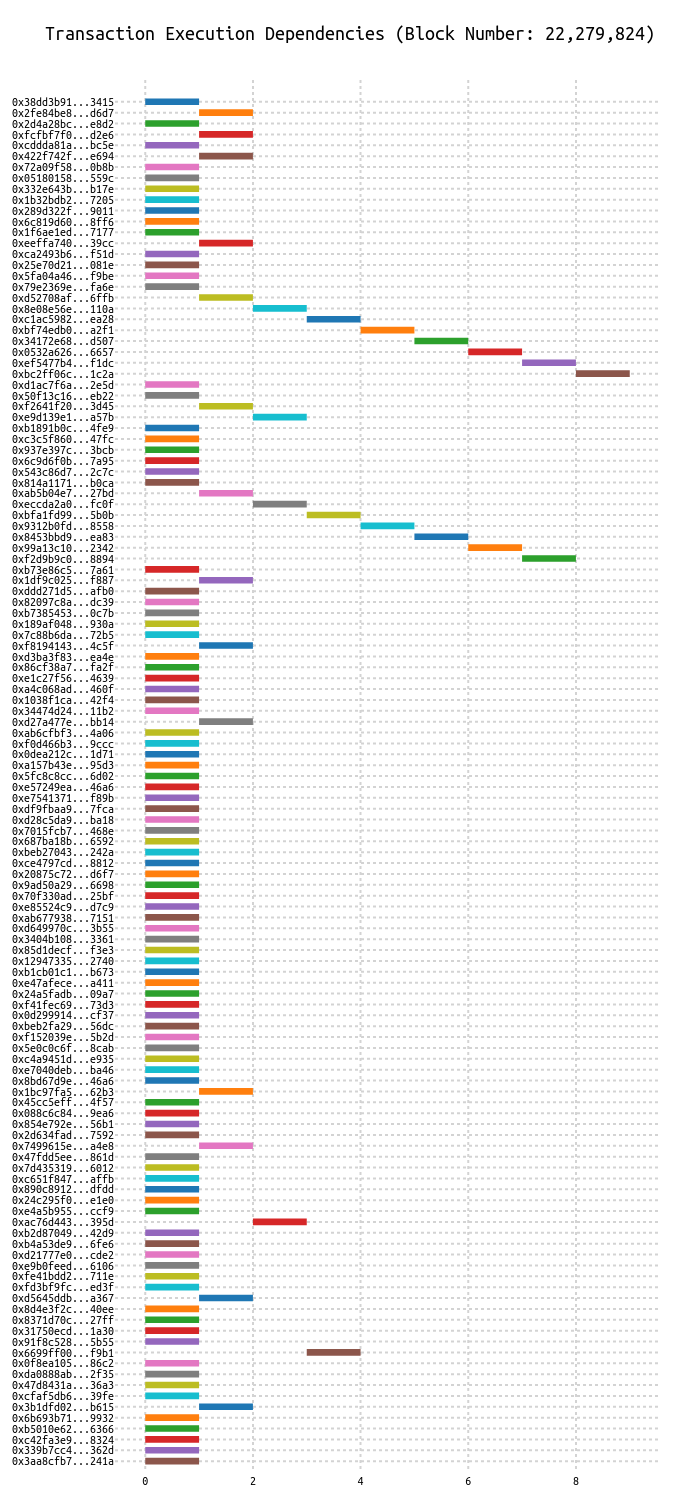 Transaction Execution Dependencies (Block Number: 22,279,824)
0x38dd3b91...3415
0x2fe84be8...d6d7
0x2d4a28bc...e8d2
0xfcfbf7f0...d2e6
0xcddda81a...bc5e
0x422f742f...e694
0x72a09f58...0b8b
0x05180158...559c
0x332e643b...b17e
0x1b32bdb2...7205
0x289d322f...9011
0x6c819d60...8ff6
0x1f6ae1ed...7177
0xeeffa740...39cc
0xca2493b6...f51d
0x25e70d21...081e
0x5fa04a46...f9be
0x79e2369e...fa6e
0xd52708af...6ffb
0x8e08e56e...110a
0xc1ac5982...ea28
0xbf74edb0...a2f1
0x34172e68...d507
0x0532a626...6657
0xef5477b4...f1dc
0xbc2ff06c...1c2a
0xd1ac7f6a...2e5d
0x50f13c16...eb22
0xf2641f20...3d45
0xe9d139e1...a57b
0xb1891b0c...4fe9
0xc3c5f860...47fc
0x937e397c...3bcb
0x6c9d6f0b...7a95
0x543c86d7...2c7c
0x814a1171...b0ca
0xab5b04e7...27bd
0xeccda2a0...fc0f
0xbfa1fd99...5b0b
0x9312b0fd...8558
0x8453bbd9...ea83
0x99a13c10...2342
0xf2d9b9c0...8894
0xb73e86c5...7a61
0x1df9c025...f887
0xddd271d5...afb0
0x82097c8a...dc39
0xb7385453...0c7b
0x189af048...930a
0x7c88b6da...72b5
0xf8194143...4c5f
0xd3ba3f83...ea4e
0x86cf38a7...fa2f
0xe1c27f56...4639
0xa4c068ad...460f
0x1038f1ca...42f4
0x34474d24...11b2
0xd27a477e...bb14
0xab6cfbf3...4a06
0xf0d466b3...9ccc
0x0dea212c...1d71
0xa157b43e...95d3
0x5fc8c8cc...6d02
0xe57249ea...46a6
0xe7541371...f89b
0xdf9fbaa9...7fca
0xd28c5da9...ba18
0x7015fcb7...468e
0x687ba18b...6592
0xbeb27043...242a
0xce4797cd...8812
0x20875c72...d6f7
0x9ad50a29...6698
0x70f330ad...25bf
0xe85524c9...d7c9
0xab677938...7151
0xd649970c...3b55
0x3404b108...3361
0x85d1decf...f3e3
0x12947335...2740
0xb1cb01c1...b673
0xe47afece...a411
0x24a5fadb...09a7
0xf41fec69...73d3
0x0d299914...cf37
0xbeb2fa29...56dc
0xf152039e...5b2d
0x5e0c0c6f...8cab
0xc4a9451d...e935
0xe7040deb...ba46
0x8bd67d9e...46a6
0x1bc97fa5...62b3
0x45cc5eff...4f57
0x088c6c84...9ea6
0x854e792e...56b1
0x2d634fad...7592
0x7499615e...a4e8
0x47fdd5ee...861d
0x7d435319...6012
0xc651f847...affb
0x890c8912...dfdd
0x24c295f0...e1e0
0xe4a5b955...ccf9
0xac76d443...395d
0xb2d87049...42d9
0xb4a53de9...6fe6
0xd21777e0...cde2
0xe9b0feed...6106
0xfe41bdd2...711e
0xfd3bf9fc...ed3f
0xd5645ddb...a367
0x8d4e3f2c...40ee
0x8371d70c...27ff
0x31750ecd...1a30
0x91f8c528...5b55
0x6699ff00...f9b1
0x0f8ea105...86c2
0xda0888ab...2f35
0x47d8431a...36a3
0xcfaf5db6...39fe
0x3b1dfd02...b615
0x6b693b71...9932
0xb5010e62...6366
0xc42fa3e9...8324
0x339b7cc4...362d
0x3aa8cfb7...241a
0 2 4 6 8